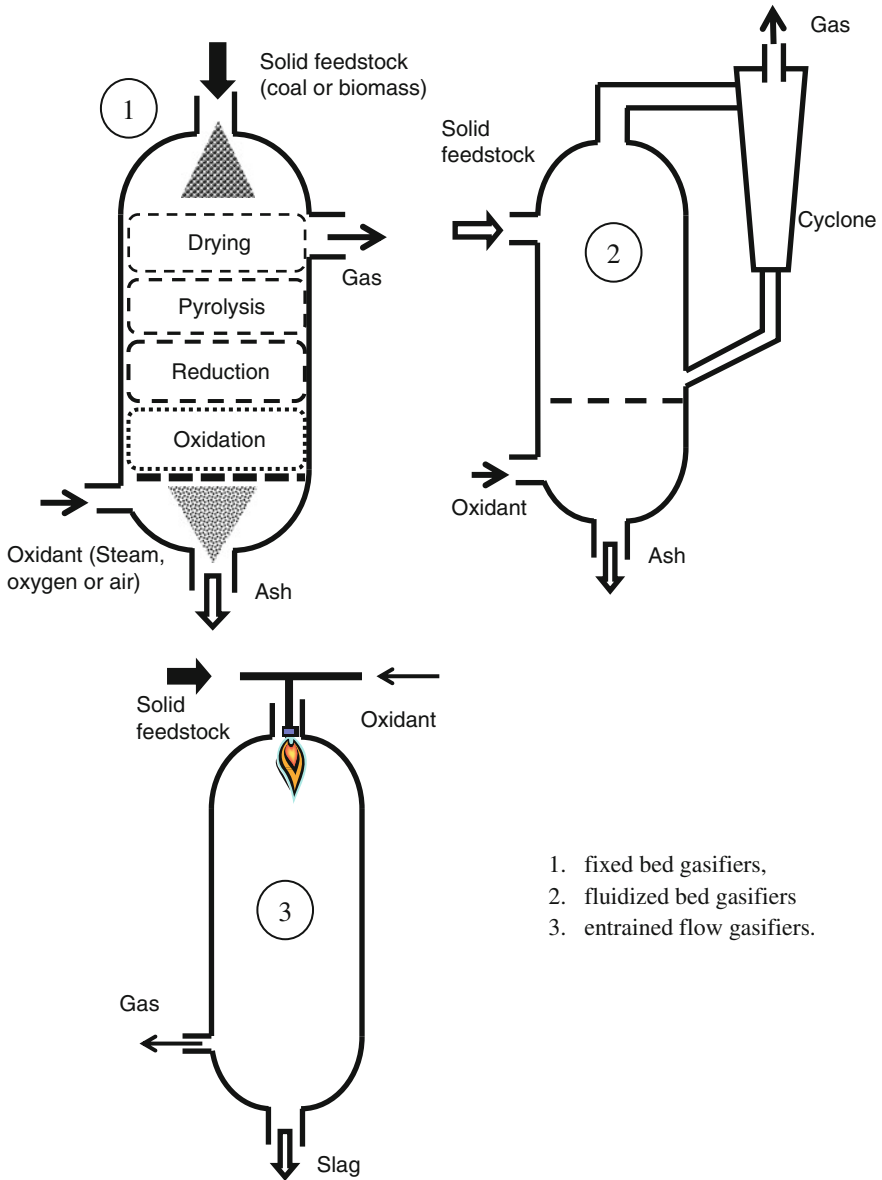 1
Solid feedstock
(coal or biomass)
Drying
Pyrolysis
Reduction
Oxidation
Gas
Oxidant (Steam,
oxygen or air)
Ash
Solid
feedstock
2
Gas
Cyclone
Oxidant
Ash
Solid
feedstock
Oxidant
3
Gas
Slag
1. fixed bed gasifiers,
2. fluidized bed gasifiers
3. entrained flow gasifiers.